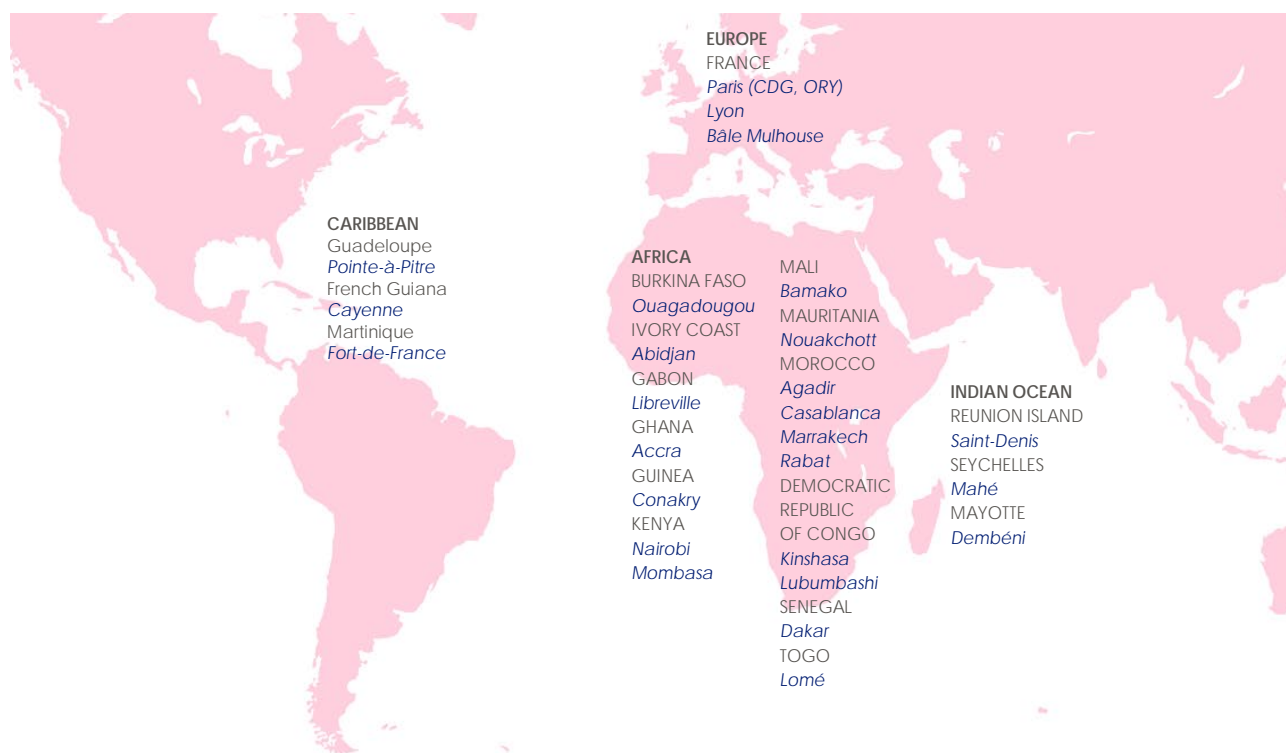 EUROPE
FRANCE
Paris (CDG, ORY)
Lyon
Bâle Mulhouse
CARIBBEAN
Guadeloupe
Pointe-à-Pitre
French Guiana
Cayenne
Martinique
Fort-de-France
AFRICA
BURKINA FASO
Ouagadougou
IVORY COAST
Abidjan
GABON
Libreville
GHANA
Accra
GUINEA
Conakry
KENYA
Nairobi
Mombasa
MALI
Bamako
MAURITANIA
Nouakchott
MOROCCO
Agadir
Casablanca
Marrakech
Rabat
DEMOCRATIC
REPUBLIC
OF CONGO
Kinshasa
Lubumbashi
SENEGAL
Dakar
TOGO
Lomé
INDIAN OCEAN
REUNION ISLAND
Saint-Denis
SEYCHELLES
Mahé
MAYOTTE
Dembéni